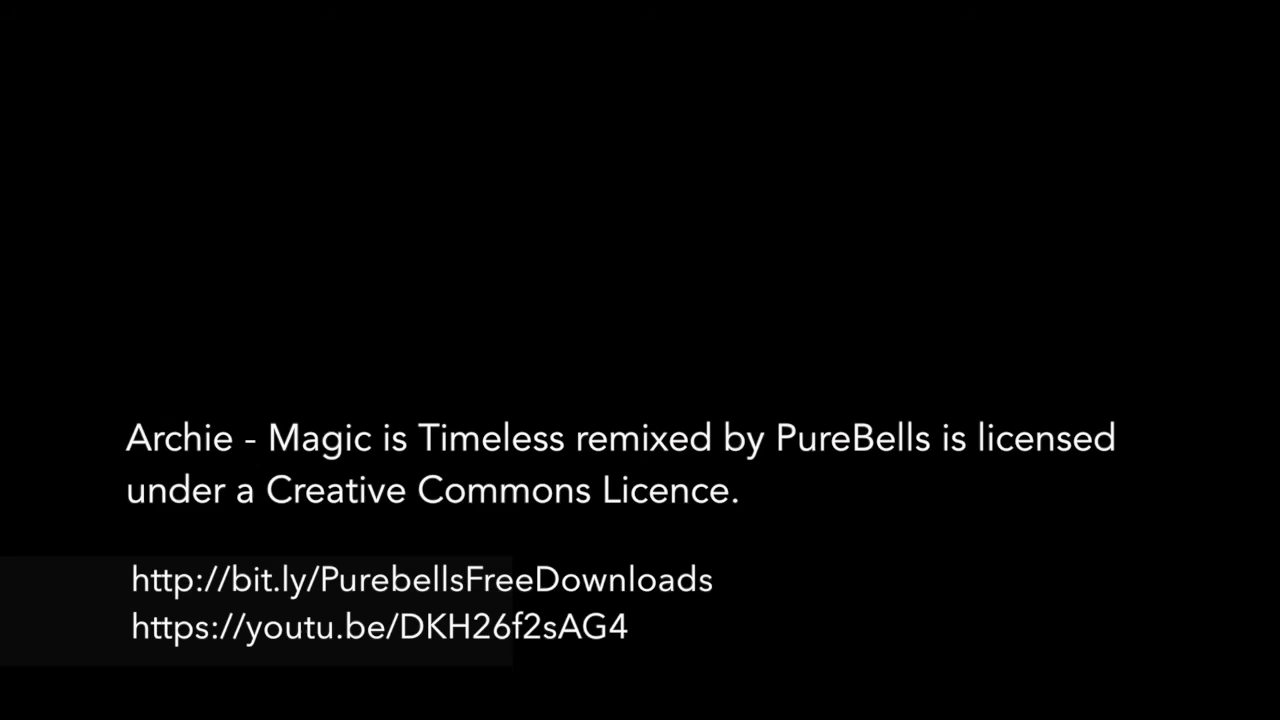 Archie - Magic is Timeless remixed by PureBells is licensed
under a Creative Commons Licence.
http://bit.ly/PurebellsFreeDownloads
https://youtu.be/DKH26f2sAG4